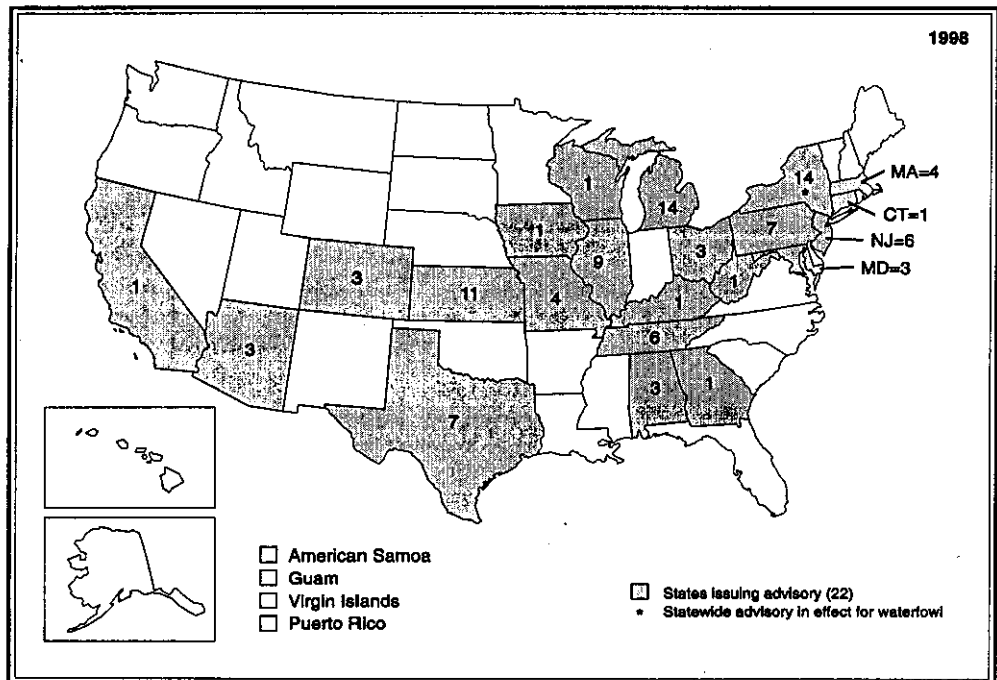 1998
1
14
14
MA=4
CT=1
NJ=6
MD=3
7
1
3
9
3
1
1
3
11
4
1
6
3
3
1
7
American Samoa
Guam
Virgin Islands
Puerto Rico
States issuing advisory (22)
* Statewide advisory in effect for waterfowl